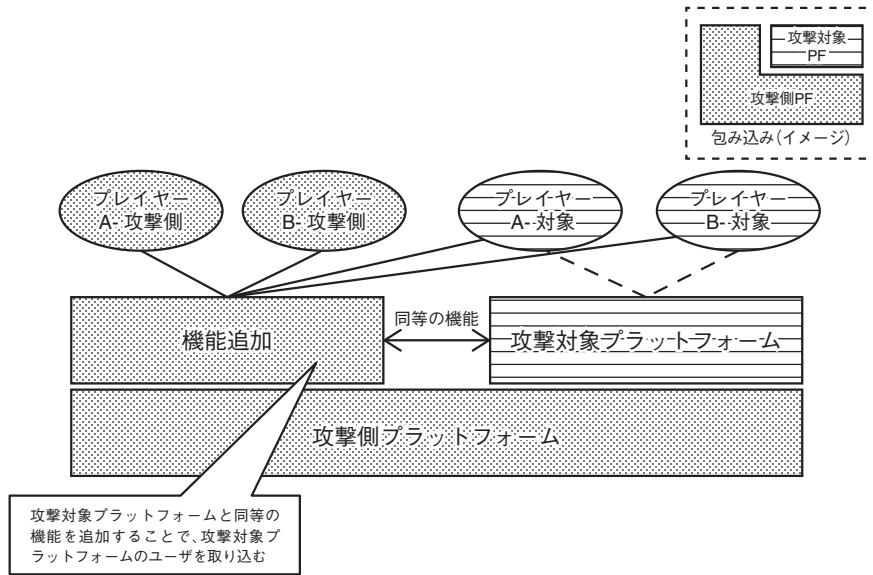 攻撃対象
PF
攻撃側PF
包み込み(イメージ)
プレイヤー
A- 攻撃側
プレイヤー
B- 攻撃側
プレイヤー
A- 対象
プレイヤー
B- 対象
機能追加
同等の機能
攻撃対象プラットフォーム
攻撃側プラットフォーム
攻撃対象プラットフォームと同等の
機能を追加することで、攻撃対象プ
ラットフォームのユーザを取り込む